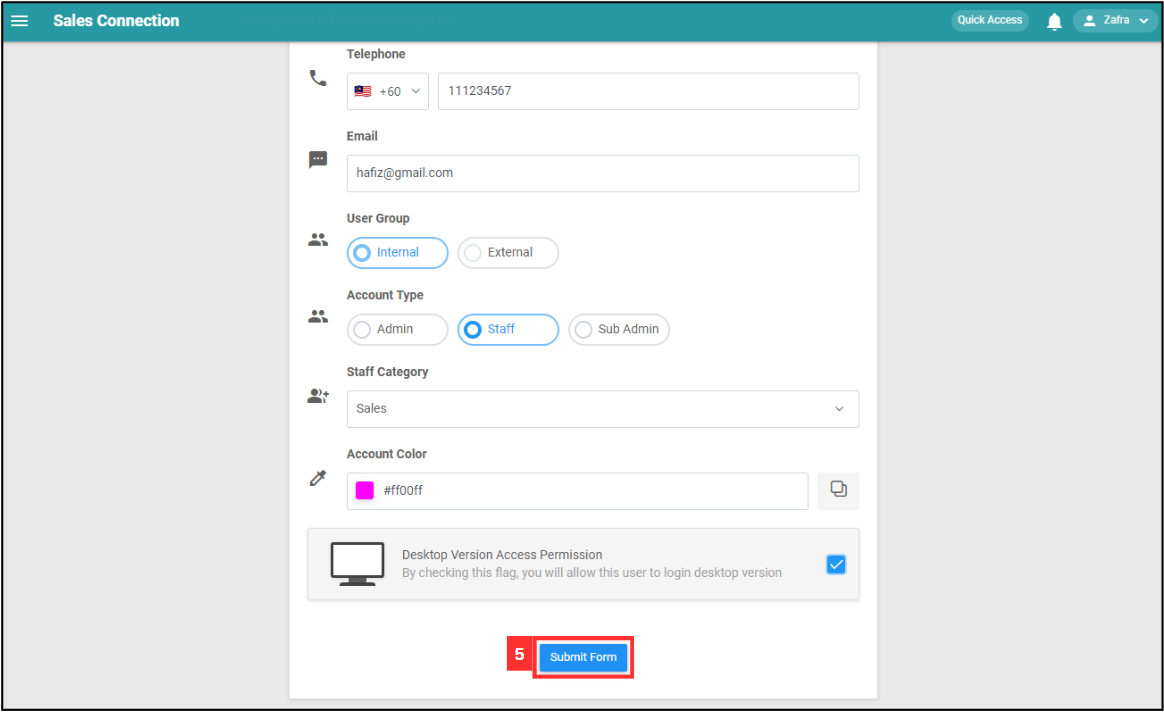 Sales Connection
Quick Access
Zafra
Telephone
+60
111234567
Email
hafiz@gmail.com
User Group
Internal
External
Account Type
Admin
Staff
Sub Admin
Staff Category
Sales
Account Color
#ff00ff
Desktop Version Access Permission
By checking this flag, you will allow this user to login desktop version
5
Submit Form